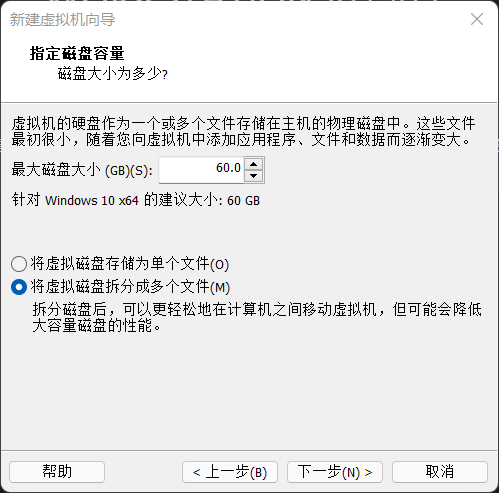 新建虚拟机向导
指定磁盘容量
磁盘大小为多少?
虚拟机的硬盘作为一个或多个文件存储在主机的物理磁盘中。这些文件
最初很小，随着您向虚拟机中添加应用程序、文件和数据而逐渐变大。
最大磁盘大小 (GB)(S): 60.0
针对 Windows 10 x64 的建议大小: 60 GB
将虚拟磁盘存储为单个文件(O)
将虚拟磁盘拆分成多个文件(M)
拆分磁盘后，可以更轻松地在计算机之间移动虚拟机，但可能会降低
大容量磁盘的性能。
帮助 < 上一步(B) 下一步(N) > 取消